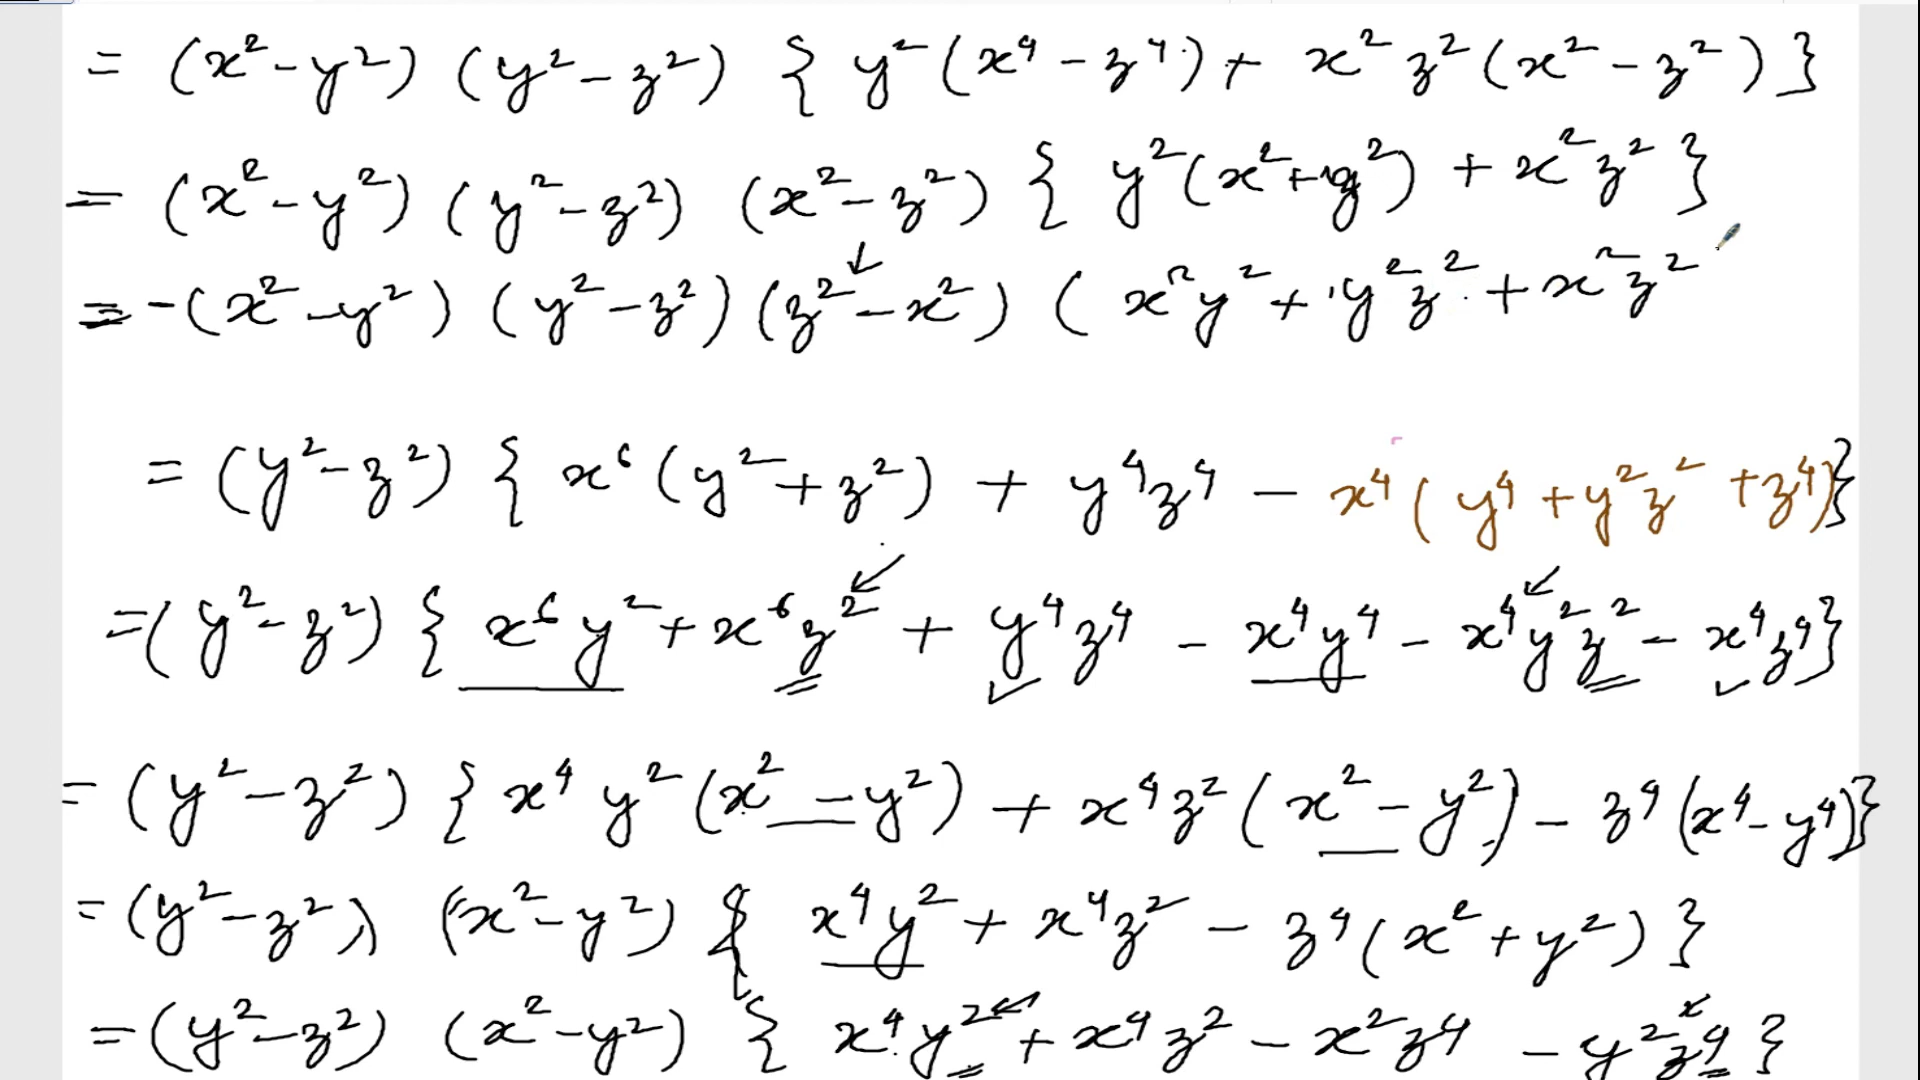 = (x²-y²) (y²-z²) { y²(x⁴-z⁴) + x²z²(x²-z²) }
= (x²-y²) (y²-z²) (x²-z²) { y²(x²+z²) + x²z² }
= -(x²-y²) (y²-z²) (z²-x²) ( x²y² + y²z² + x²z²
= (y²-z²) { x⁶(y²+z²) + y⁴z⁴ - x⁴( y⁴ + y²z² + z⁴) }
= (y²-z²) { x⁶y² + x⁶z² + y⁴z⁴ - x⁴y⁴ - x⁴y²z² - x⁴z⁴ }
= (y²-z²) { x⁴y²(x²-y²) + x⁴z²(x²-y²) - z⁴(x⁴-y⁴) }
= (y²-z²) (x²-y²) { x⁴y² + x⁴z² - z⁴(x²+y²) }
= (y²-z²) (x²-y²) { x⁴y² + x⁴z² - x²z⁴ - y²z⁴ }